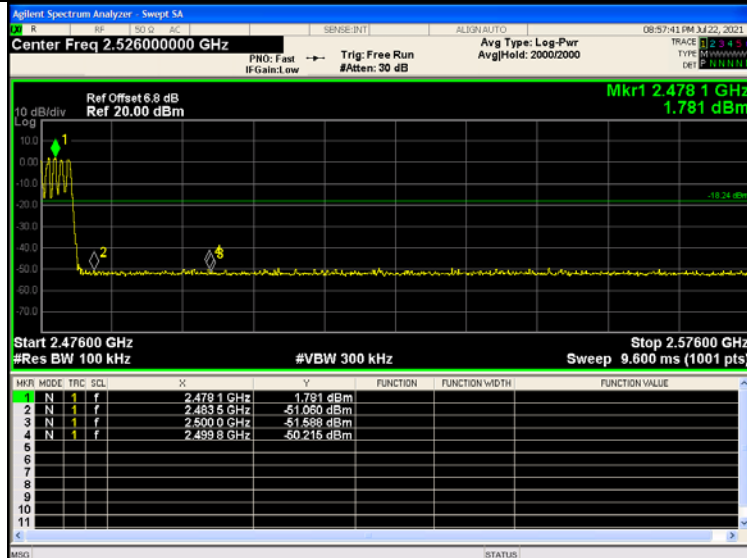 Agilent Spectrum Analyzer - Swept SA
R RF 50 Ω AC SENSE:INT ALIGN AUTO 08:57:41 PM Jul 22, 2021
Center Freq 2.526000000 GHz Avg Type: Log-Pwr TRACE 1 2 3 4 5
PNO: Fast Trig: Free Run Avg|Hold: 2000/2000 TYPE M
IFGain:Low #Atten: 30 dB DET P N N N N
Mkr1 2.478 1 GHz
Ref Offset 6.8 dB
10 dB/div Ref 20.00 dBm 1.781 dBm
Log
10.0
1
0.00
-10.0
-18.24 dBm
-20.0
-30.0
-40.0
2
-50.0
-60.0
-70.0
Start 2.47600 GHz Stop 2.57600 GHz
#Res BW 100 kHz #VBW 300 kHz Sweep 9.600 ms (1001 pts)
MKR MODE TRC SCL X Y FUNCTION FUNCTION WIDTH FUNCTION VALUE
1 N 1 f 2.478 1 GHz 1.781 dBm
2 N 1 f 2.483 5 GHz -51.060 dBm
3 N 1 f 2.500 0 GHz -51.588 dBm
4 N 1 f 2.499 8 GHz -50.215 dBm
5
6
7
8
9
10
11
MSG STATUS